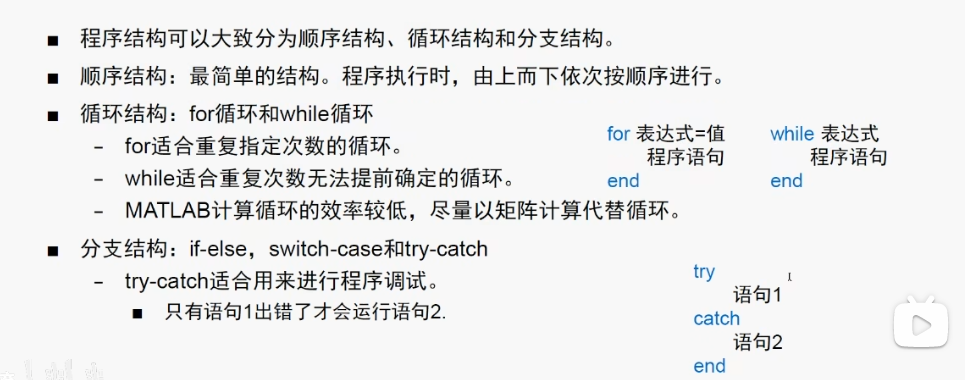 ■ 程序结构可以大致分为顺序结构、循环结构和分支结构。
■ 顺序结构：最简单的结构。程序执行时，由上而下依次按顺序进行。
■ 循环结构：for循环和while循环
– for适合重复指定次数的循环。
– while适合重复次数无法提前确定的循环。
– MATLAB计算循环的效率较低，尽量以矩阵计算代替循环。
for 表达式=值
程序语句
end
while 表达式
程序语句
end
■ 分支结构：if-else，switch-case和try-catch
– try-catch适合用来进行程序调试。
■ 只有语句1出错了才会运行语句2.
try
语句1
catch
语句2
end